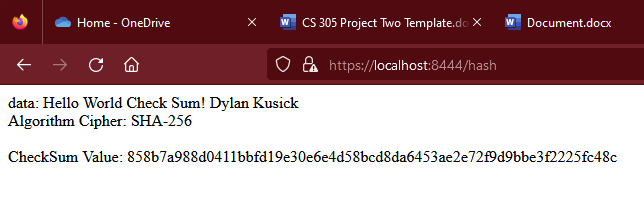 Home - OneDrive
CS 305 Project Two Template.do
Document.docx
https://localhost:8444/hash
data: Hello World Check Sum! Dylan Kusick
Algorithm Cipher: SHA-256
CheckSum Value: 858b7a988d0411bbfd19e30e6e4d58bcd8da6453ae2e72f9d9bbe3f2225fc48c